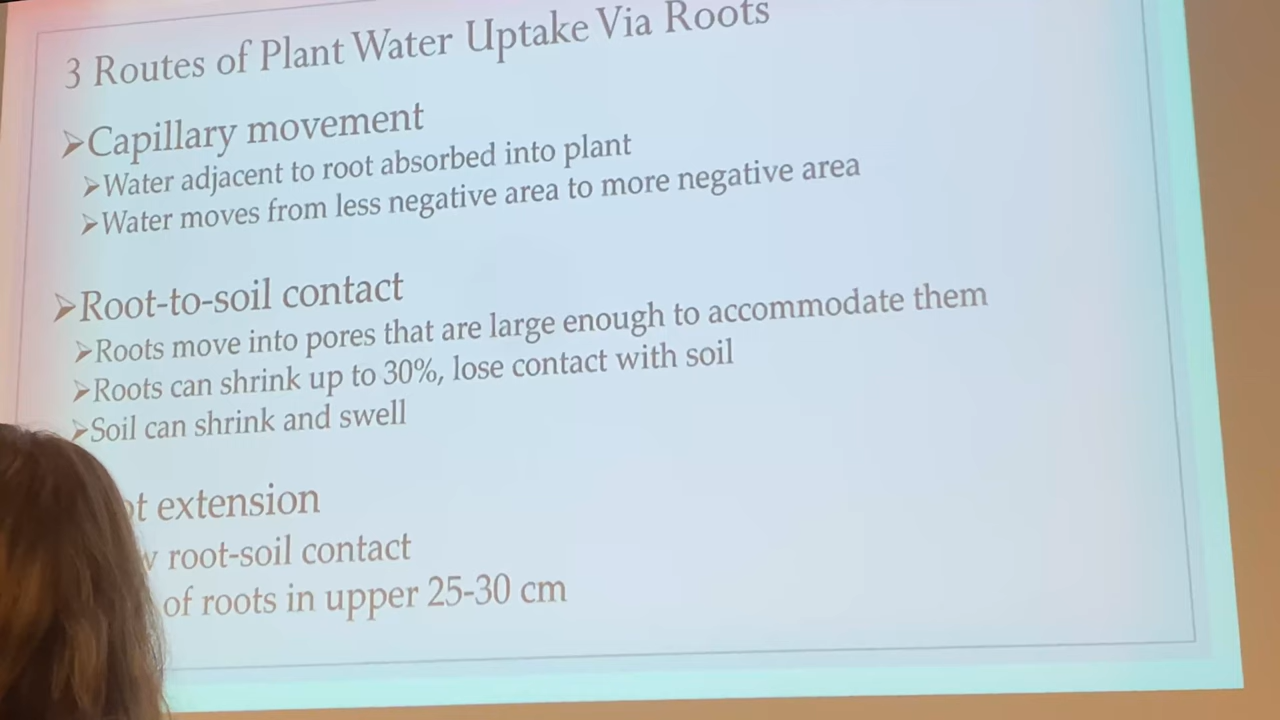 3 Routes of Plant Water Uptake Via Roots
➢Capillary movement
➢Water adjacent to root absorbed into plant
➢Water moves from less negative area to more negative area
➢Root-to-soil contact
➢Roots move into pores that are large enough to accommodate them
➢Roots can shrink up to 30%, lose contact with soil
➢Soil can shrink and swell
extension
root-soil contact
of roots in upper 25-30 cm